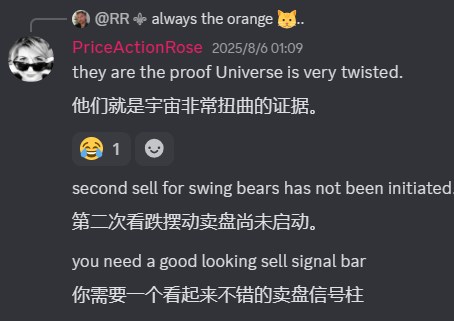 @RR ⚜ always the orange 🐱..
PriceActionRose 2025/8/6 01:09
they are the proof Universe is very twisted.
他们就是宇宙非常扭曲的证据。
😂 1
second sell for swing bears has not been initiated.
第二次看跌摆动卖盘尚未启动。
you need a good looking sell signal bar
你需要一个看起来不错的卖盘信号柱